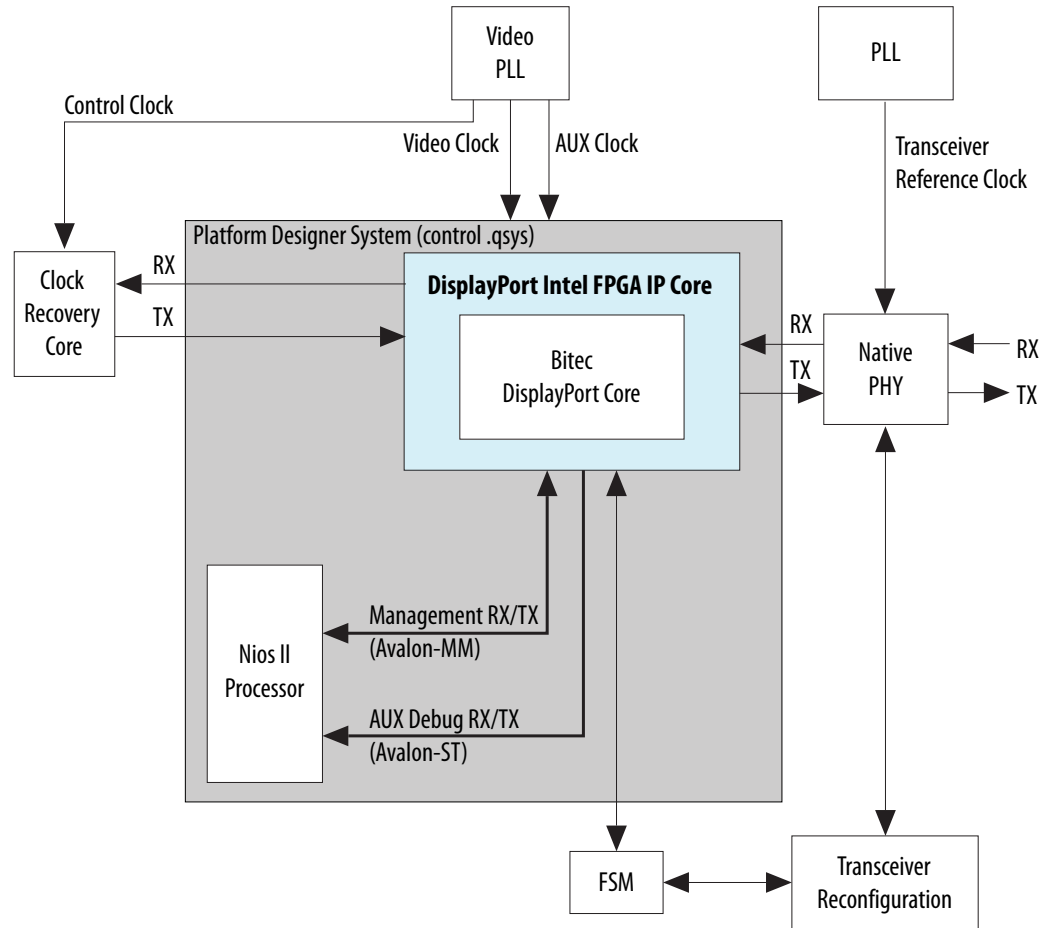 Video
PLL
PLL
Control Clock
Video Clock
AUX Clock
Transceiver
Reference Clock
Platform Designer System (control .qsys)
Clock
Recovery
Core
RX
TX
DisplayPort Intel FPGA IP Core
Bitec
DisplayPort Core
RX
TX
Native
PHY
RX
TX
Nios II
Processor
Management RX/TX
(Avalon-MM)
AUX Debug RX/TX
(Avalon-ST)
FSM
Transceiver
Reconfiguration